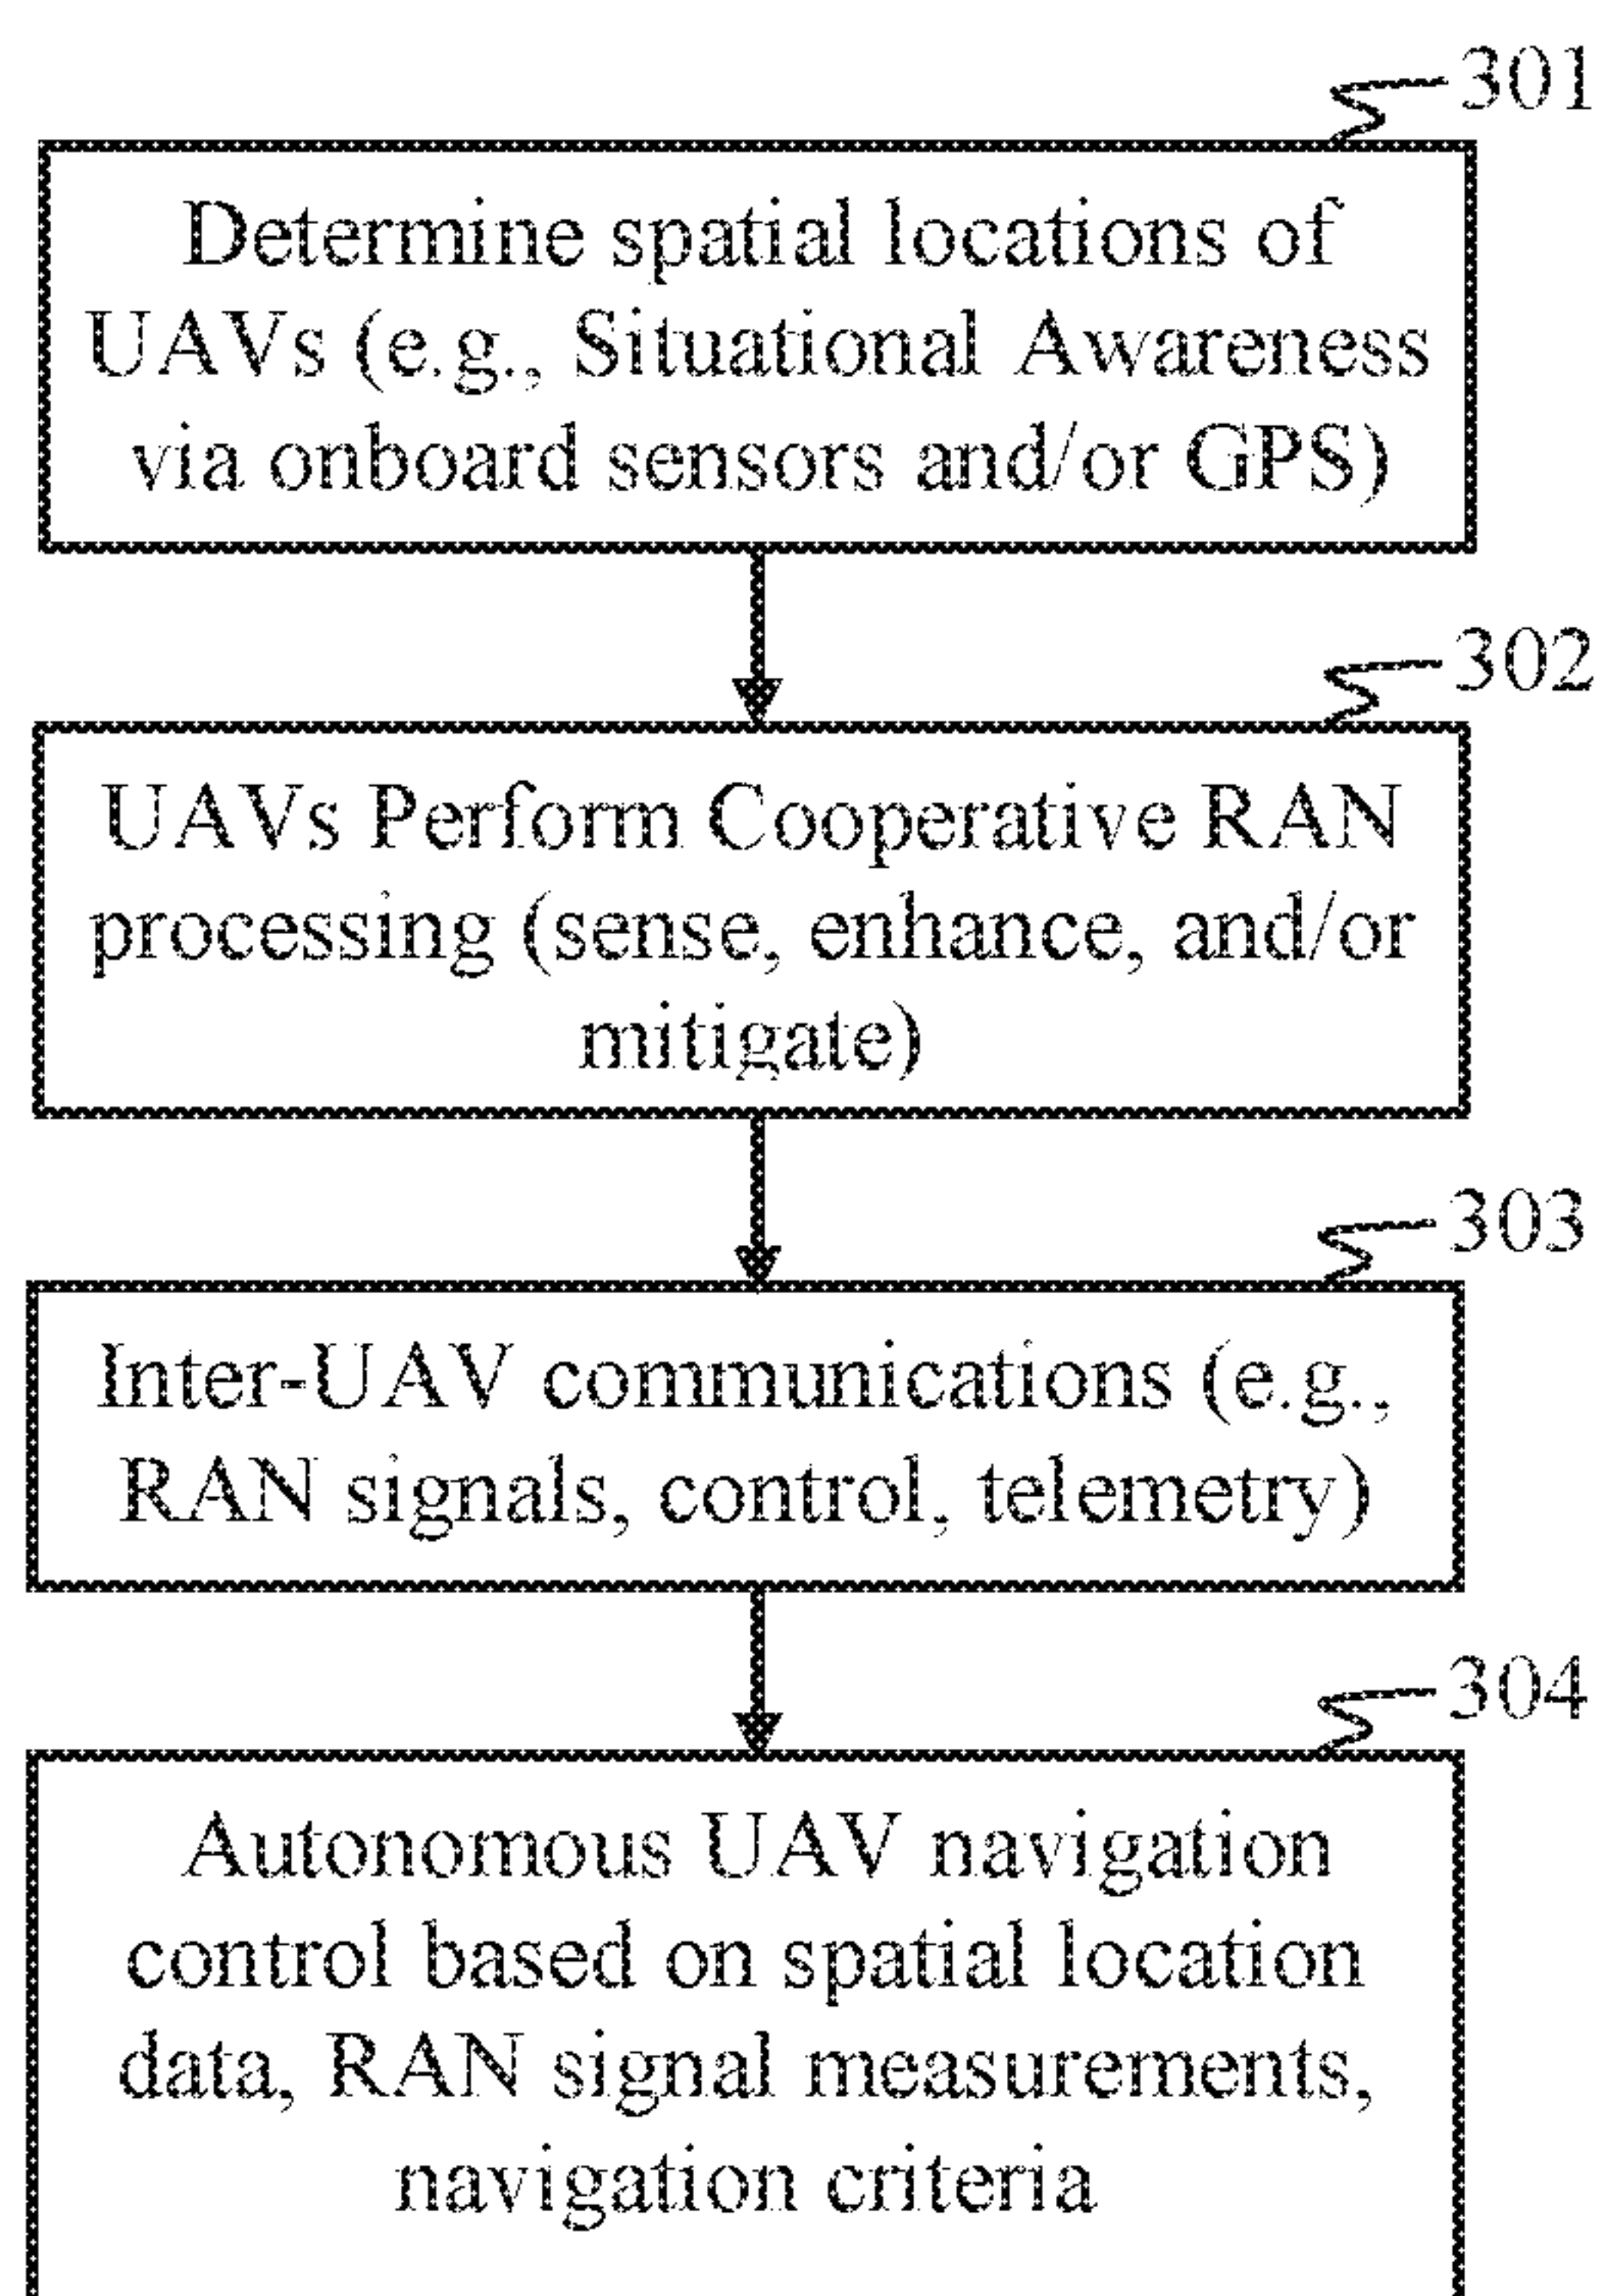 301
Determine spatial locations of
UAVs (e.g., Situational Awareness
via onboard sensors and/or GPS)
302
UAVs Perform Cooperative RAN
processing (sense, enhance, and/or
mitigate)
303
Inter-UAV communications (e.g.,
RAN signals, control, telemetry)
304
Autonomous UAV navigation
control based on spatial location
data, RAN signal measurements,
navigation criteria